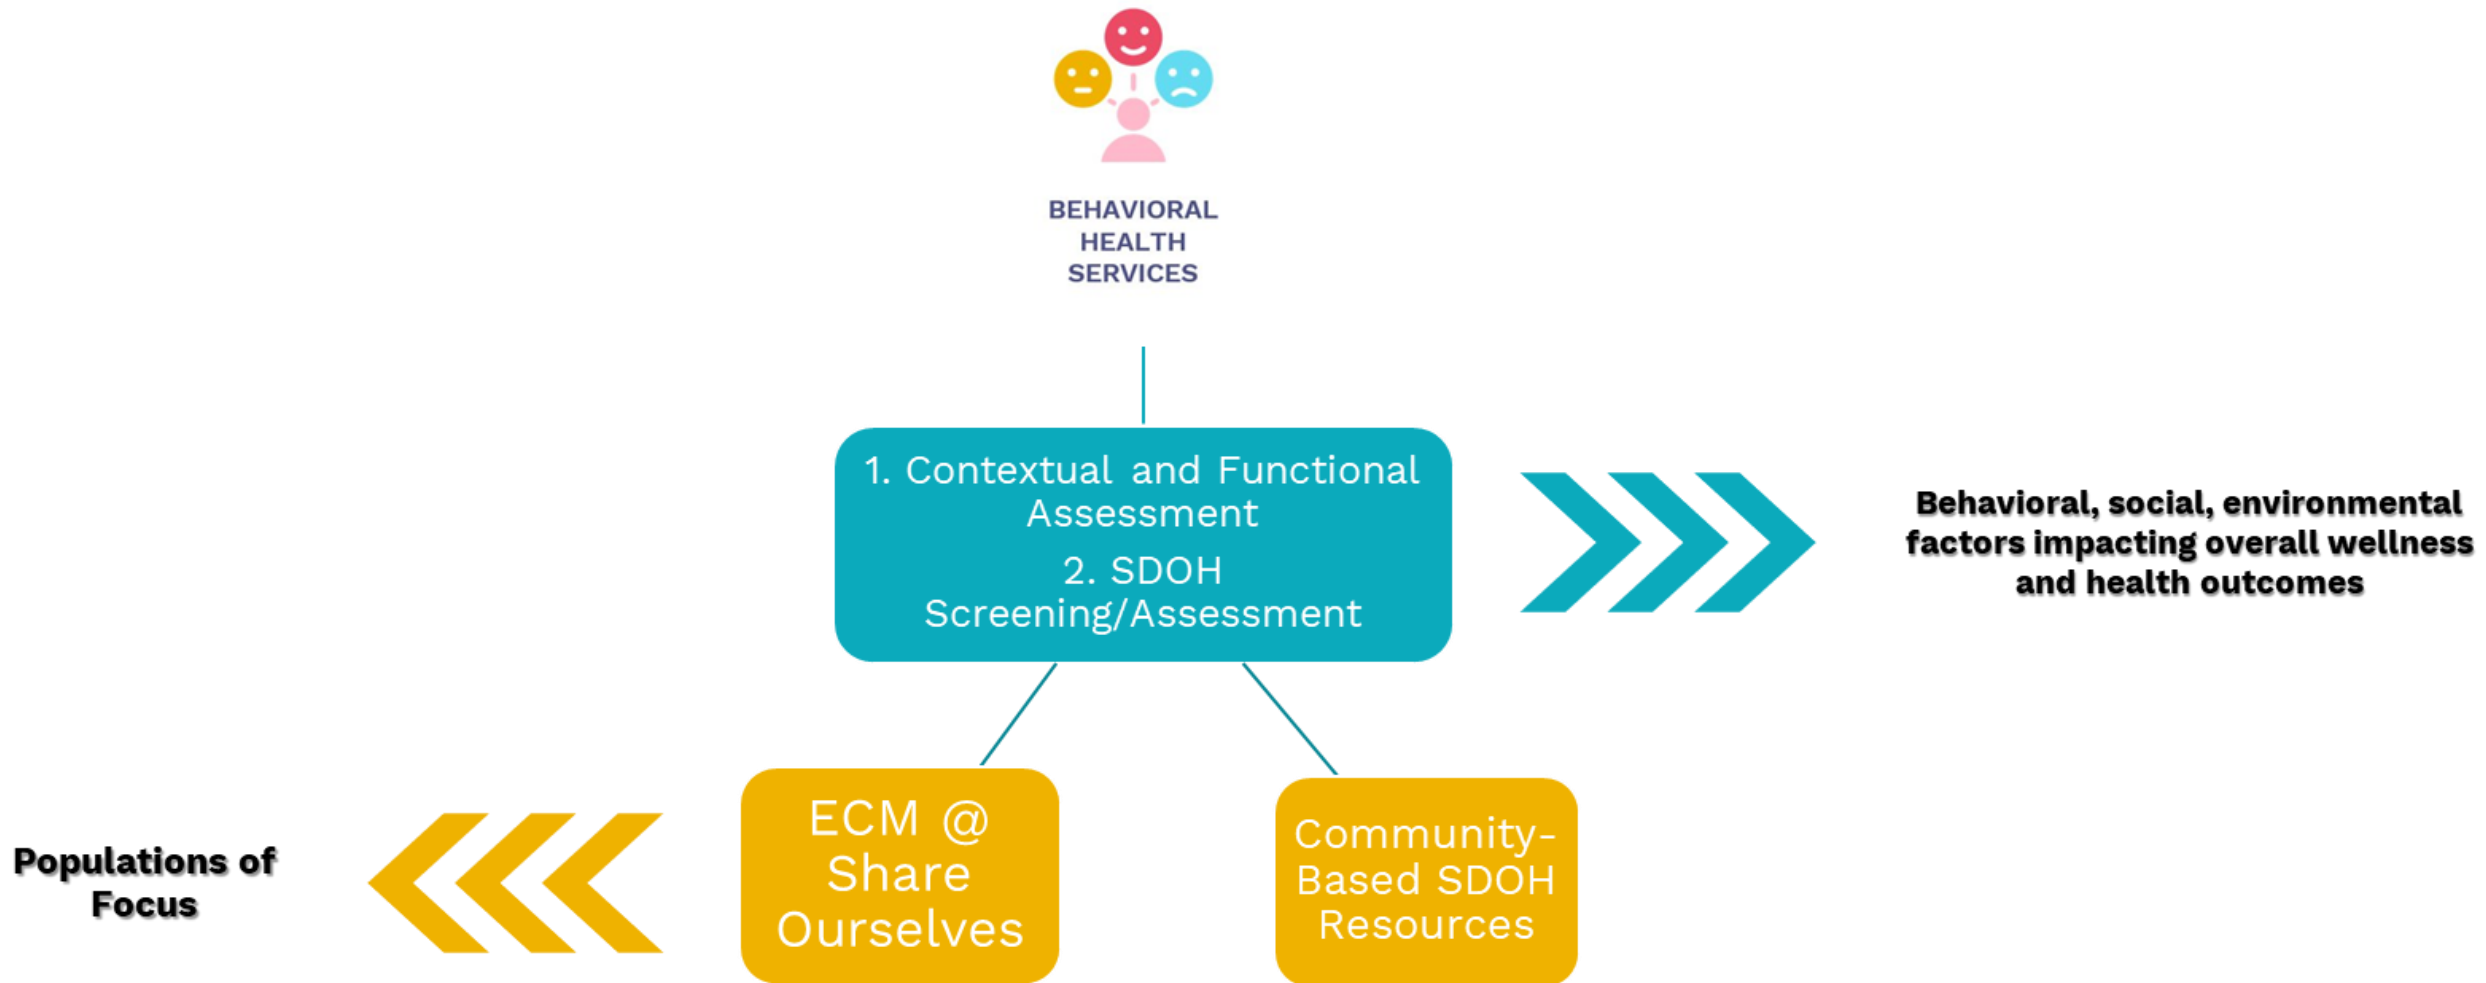 BEHAVIORAL
HEALTH
SERVICES
1. Contextual and Functional
Assessment
2. SDOH
Screening/Assessment
Behavioral, social, environmental
factors impacting overall wellness
and health outcomes
Populations of
Focus
ECM @
Share
Ourselves
Community-
Based SDOH
Resources